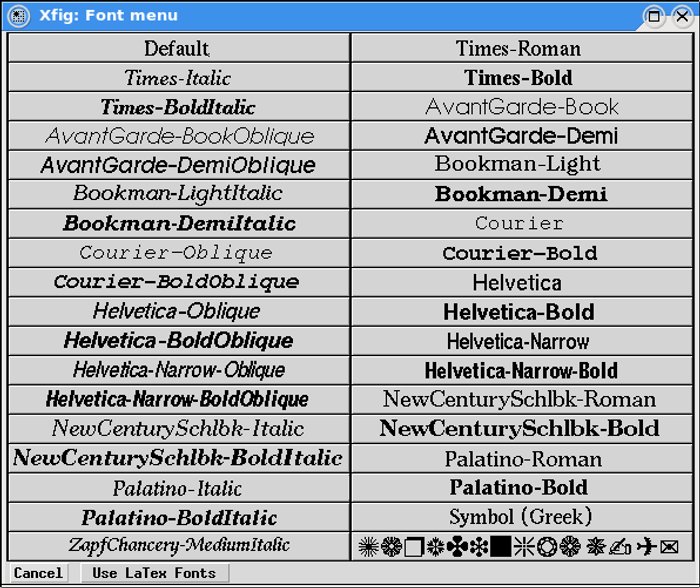 Xfig: Font menu
Default Times-Roman
Times-Italic Times-Bold
Times-BoldItalic AvantGarde-Book
AvantGarde-BookOblique AvantGarde-Demi
AvantGarde-DemiOblique Bookman-Light
Bookman-LightItalic Bookman-Demi
Bookman-DemiItalic Courier
Courier-Oblique Courier-Bold
Courier-BoldOblique Helvetica
Helvetica-Oblique Helvetica-Bold
Helvetica-BoldOblique Helvetica-Narrow
Helvetica-Narrow-Oblique Helvetica-Narrow-Bold
Helvetica-Narrow-BoldOblique NewCenturySchlbk-Roman
NewCenturySchlbk-Italic NewCenturySchlbk-Bold
NewCenturySchlbk-BoldItalic Palatino-Roman
Palatino-Italic Palatino-Bold
Palatino-BoldItalic Symbol (Greek)
ZapfChancery-MediumItalic
Cancel Use LaTex Fonts